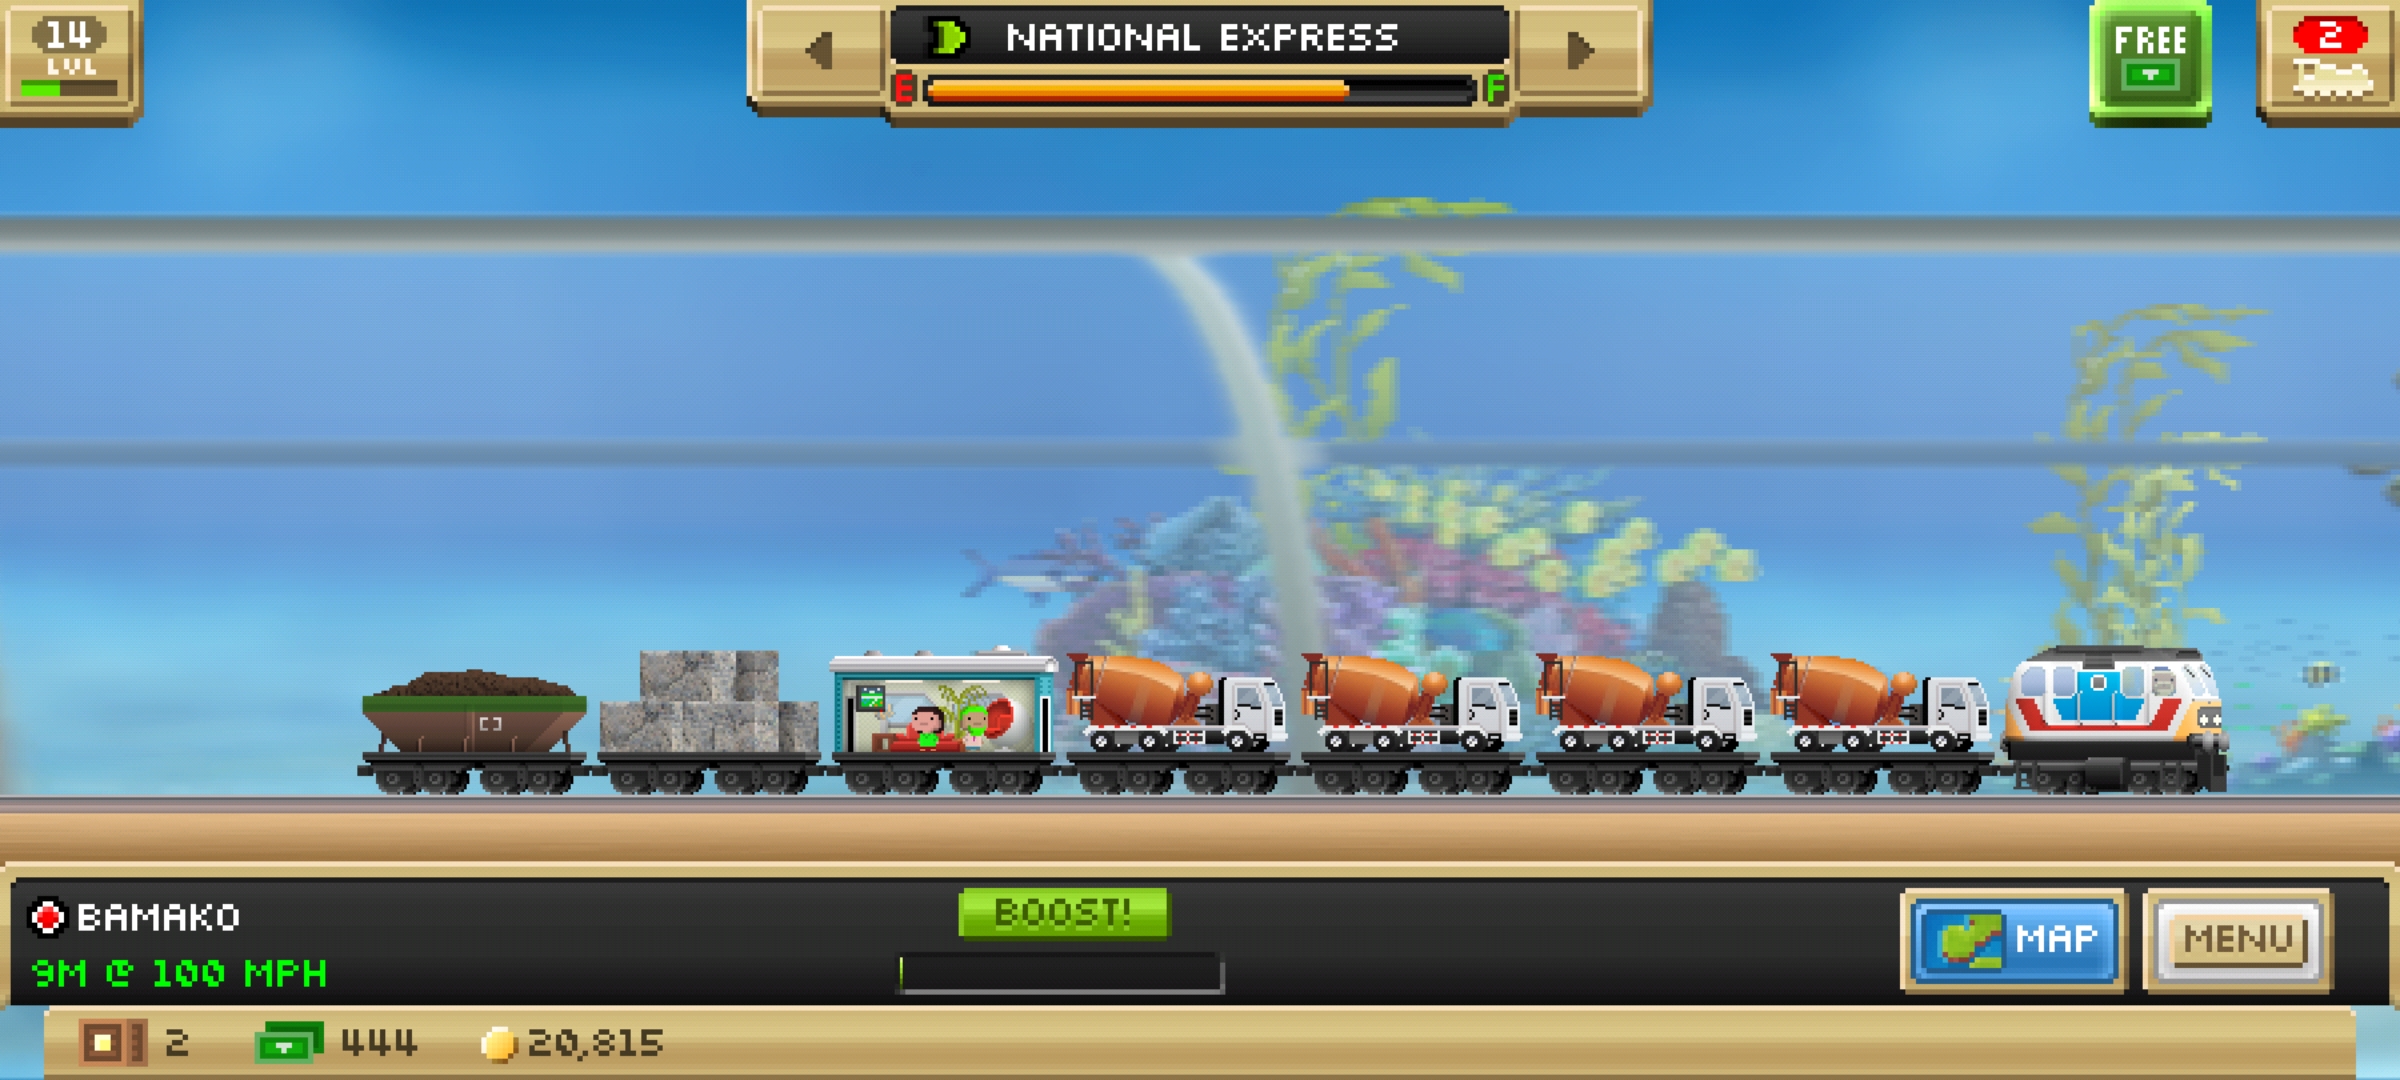 14
LVL
NATIONAL EXPRESS
E F
FREE
2
BAMAKO
9M @ 100 MPH
BOOST!
MAP
MENU
2 444 20,815